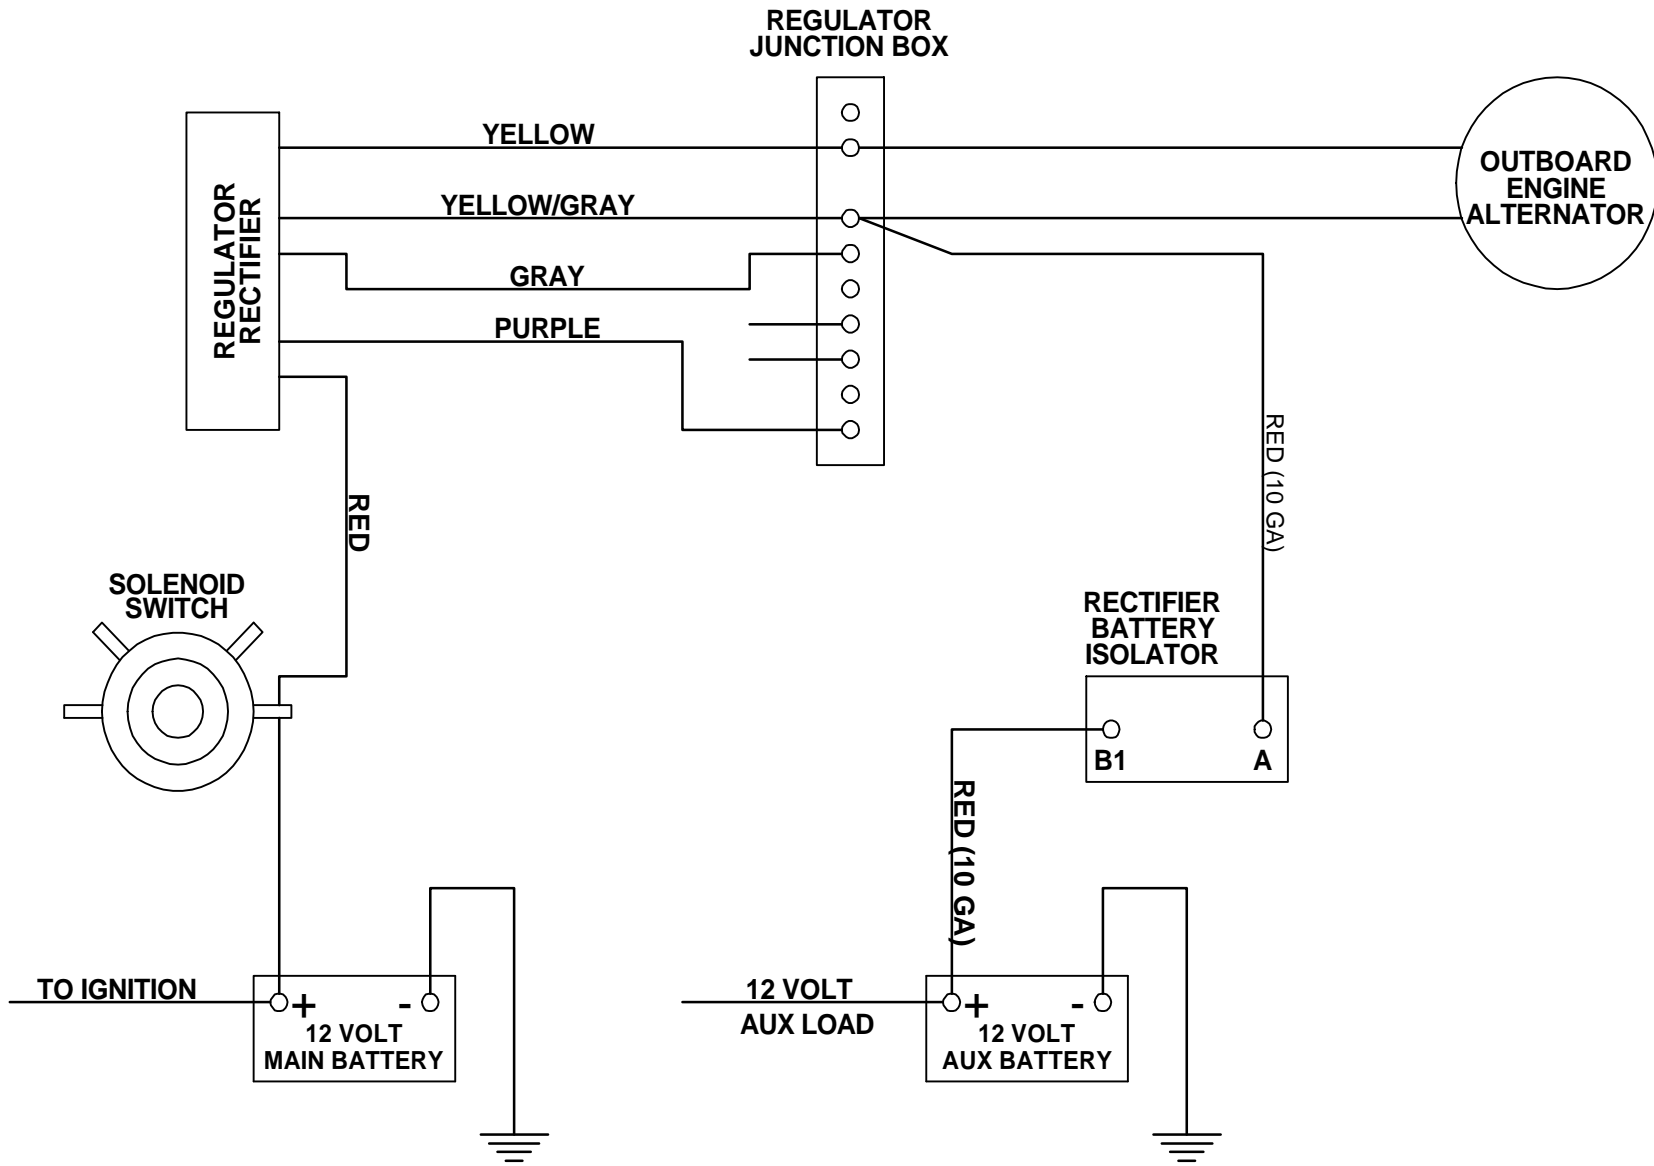 REGULATOR
JUNCTION BOX
YELLOW
YELLOW/GRAY
GRAY
PURPLE
REGULATOR
RECTIFIER
OUTBOARD
ENGINE
ALTERNATOR
RED
RED (10 GA)
SOLENOID
SWITCH
RECTIFIER
BATTERY
ISOLATOR
B1
A
RED (10 GA)
TO IGNITION
+
-
12 VOLT
MAIN BATTERY
12 VOLT
AUX LOAD
+
-
12 VOLT
AUX BATTERY